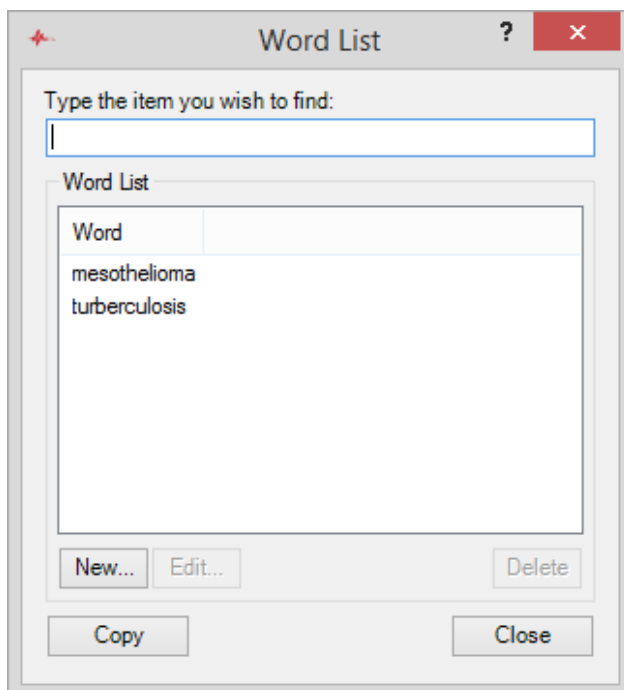 Word List ?
Type the item you wish to find:
Word List
Word
mesothelioma
turberculosis
New... Edit... Delete
Copy Close